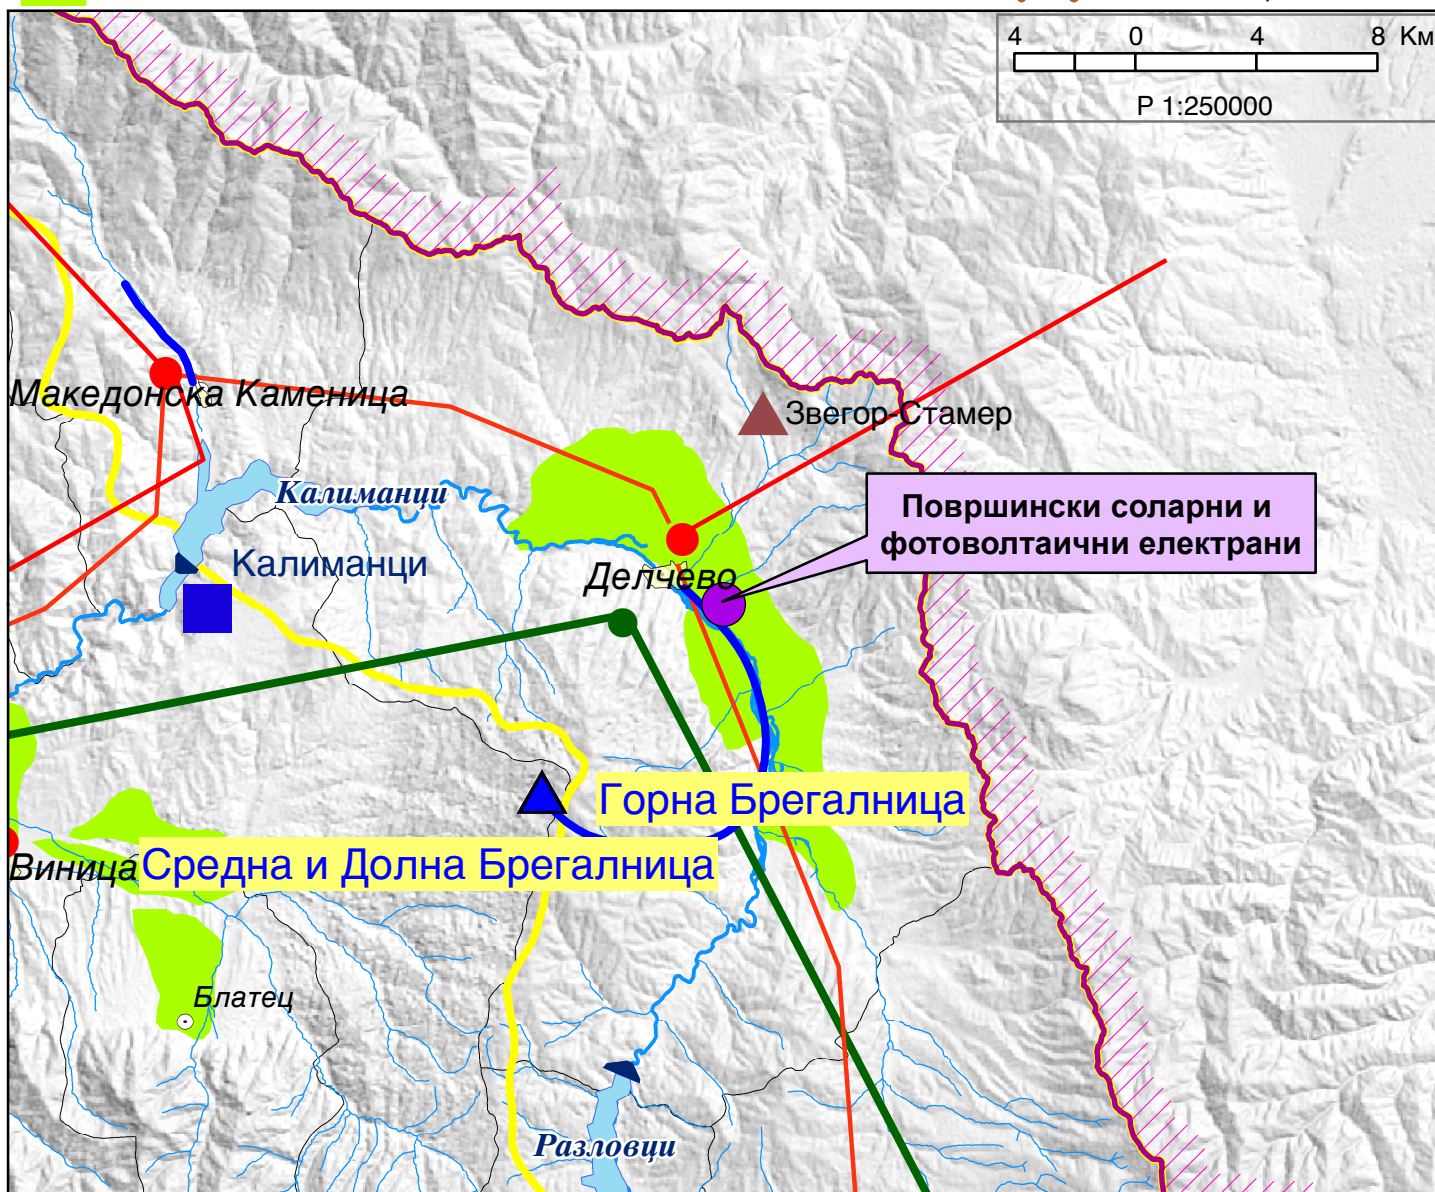 4 0 4 8 Км
Р 1:250000
Македонска Каменица
Звегор-Стамер
Калиманци
Површински соларни и
фотоволтаични електрани
Калиманци
Делчево
Горна Брегалница
Виница
Средна и Долна Брегалница
Блатец
Разловци